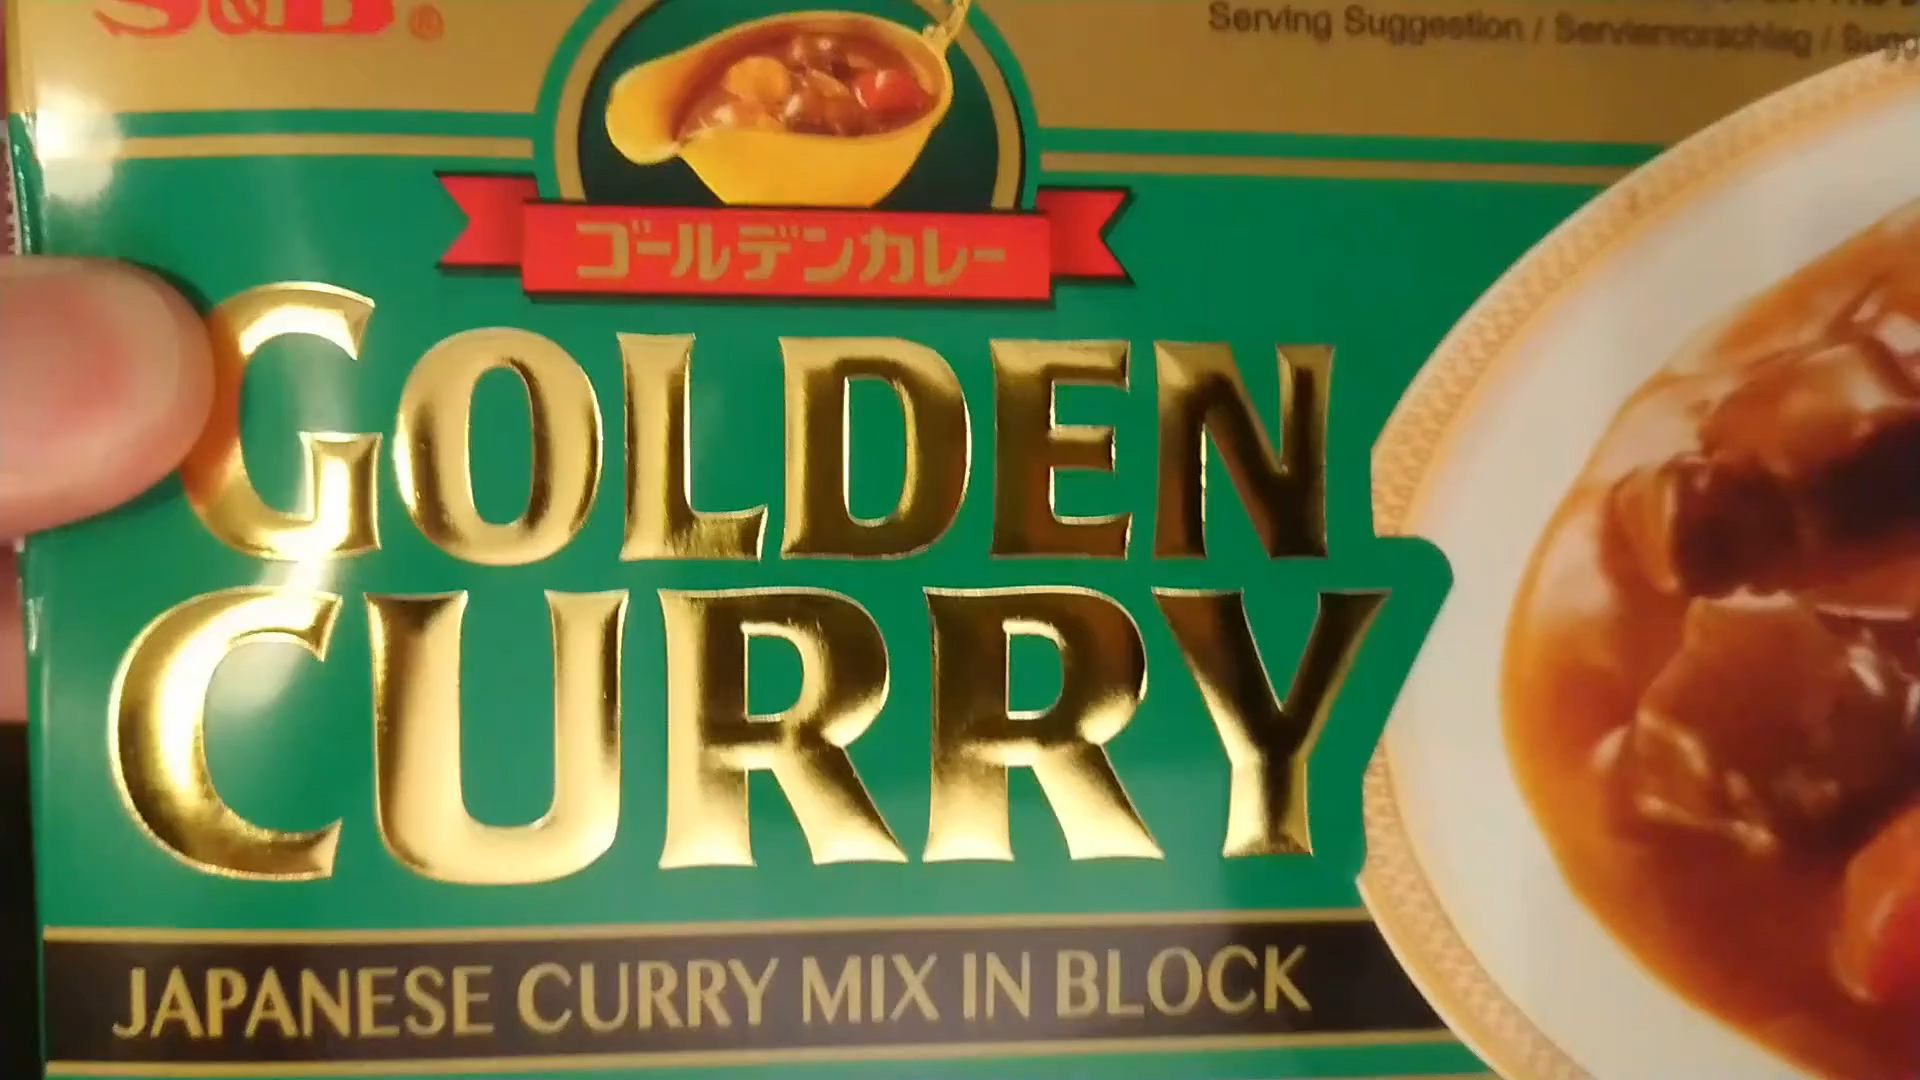 S&B®
Serving Suggestion / Serviervorschlag /
ゴールデンカレー
GOLDEN
CURRY
JAPANESE CURRY MIX IN BLOCK